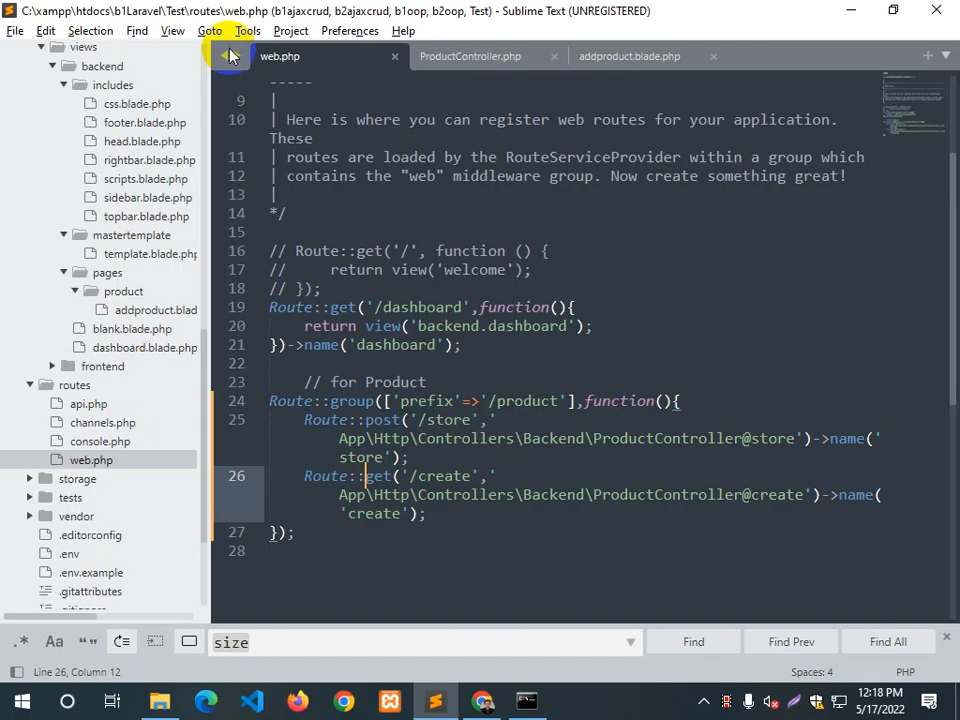 C:\xampp\htdocs\b1Laravel\Test\routes\web.php (b1ajaxcrud, b2ajaxcrud, b1oop, b2oop, Test) - Sublime Text (UNREGISTERED)
File Edit Selection Find View Goto Tools Project Preferences Help
views
backend
includes
css.blade.php
footer.blade.php
head.blade.php
rightbar.blade.php
scripts.blade.php
sidebar.blade.php
topbar.blade.php
mastertemplate
template.blade.php
pages
product
addproduct.blad
blank.blade.php
dashboard.blade.php
frontend
routes
api.php
channels.php
console.php
web.php
storage
tests
vendor
.editorconfig
.env
.env.example
.gitattributes
web.php ProductController.php addproduct.blade.php
-----
9 |
10 | Here is where you can register web routes for your application.
These
11 | routes are loaded by the RouteServiceProvider within a group which
12 | contains the "web" middleware group. Now create something great!
13 |
14 */
15
16 // Route::get('/', function () {
17 //     return view('welcome');
18 // });
19 Route::get('/dashboard',function(){
20     return view('backend.dashboard');
21 })->name('dashboard');
22
23     // for Product
24 Route::group(['prefix'=>'/product'],function(){
25     Route::post('/store','
App\Http\Controllers\Backend\ProductController@store')->name('
store');
26     Route::get('/create','
App\Http\Controllers\Backend\ProductController@create')->name(
'create');
27 });
28
.* Aa “” size Find Find Prev Find All
Line 26, Column 12 Spaces: 4 PHP
12:18 PM
5/17/2022